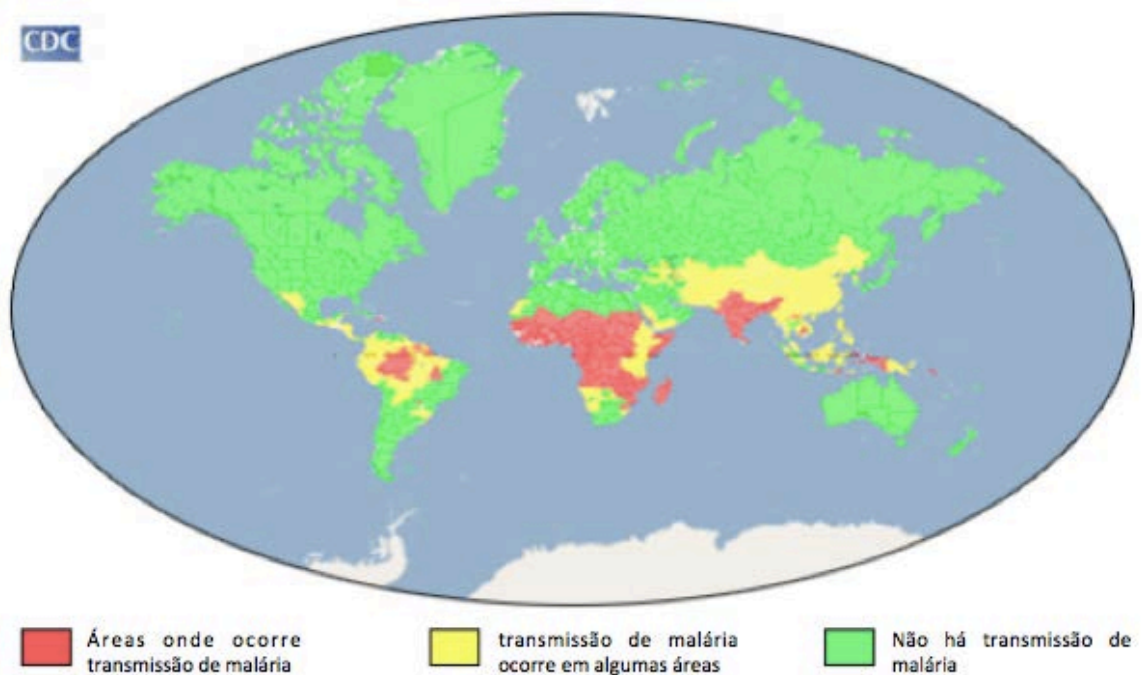 CDC
Áreas onde ocorre
transmissão de malária
transmissão de malária
ocorre em algumas áreas
Não há transmissão de
malária